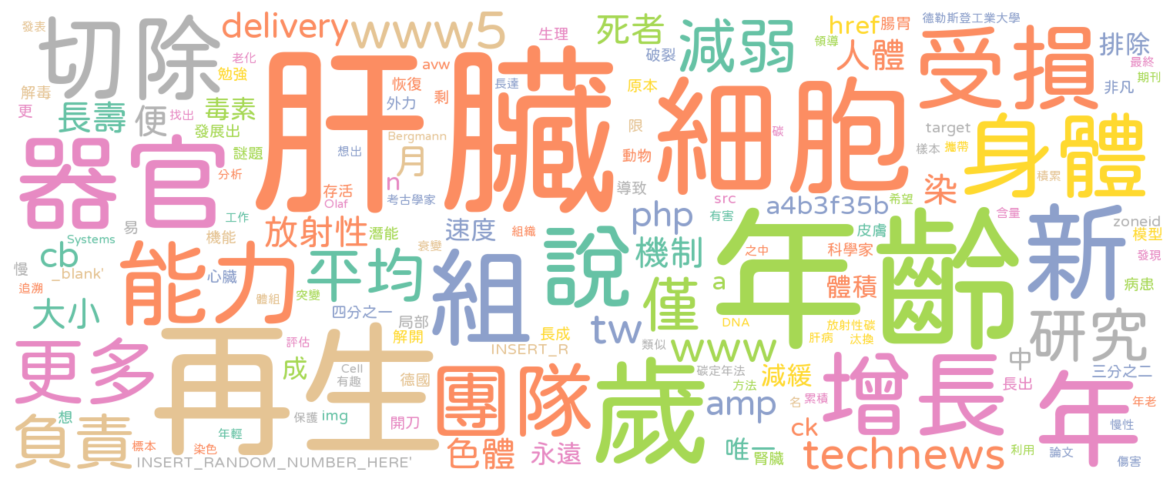 發表
切除
delivery
www5
生理
死者
減弱
href
腸胃
德勒斯登工業大學
領導
人體
受損
排除
最終
期刊
非凡
老化
勉強
avw
破裂
解毒
更
長壽
便
毒素
找出
發展出
恢復
外力
剩
長遠
原本
肝臟
細胞
碳
限
動物
target
樣本
攜帶
身體
積累
器官
謎題
分析
想出
Bergmann
月
考古學家
n
導致
染
存活
Olaf
src
有害
a4b3f35b
希望
含量
zoneid
模型
發現
易
工作
機能
放射性
潛能
速度
組織
php
皮膚
科學家
之中
cb
Systems
_blank'
慢
追溯
心臟
衰變
能力
體組
突變
平均
組
說
機制
a
體積
年齡
新
病患
大小
四分之一
局部
解開
長成
僅
tw
類似
DNA
肝病
放射性碳
汰換
研究
更多
評估
再生
成
Cell
有趣
德國
INSERT_R
www
碳定年法
方法
減緩
中
長出
三分之二
想
負責
年輕
標本
染色
保護
img
開刀
團隊
歲
amp
名
累積
增長
年
年老
慢性
INSERT_RANDOM_NUMBER_HERE'
色體
永遠
唯一
腎臟
ck
technews
利用
論文
傷害